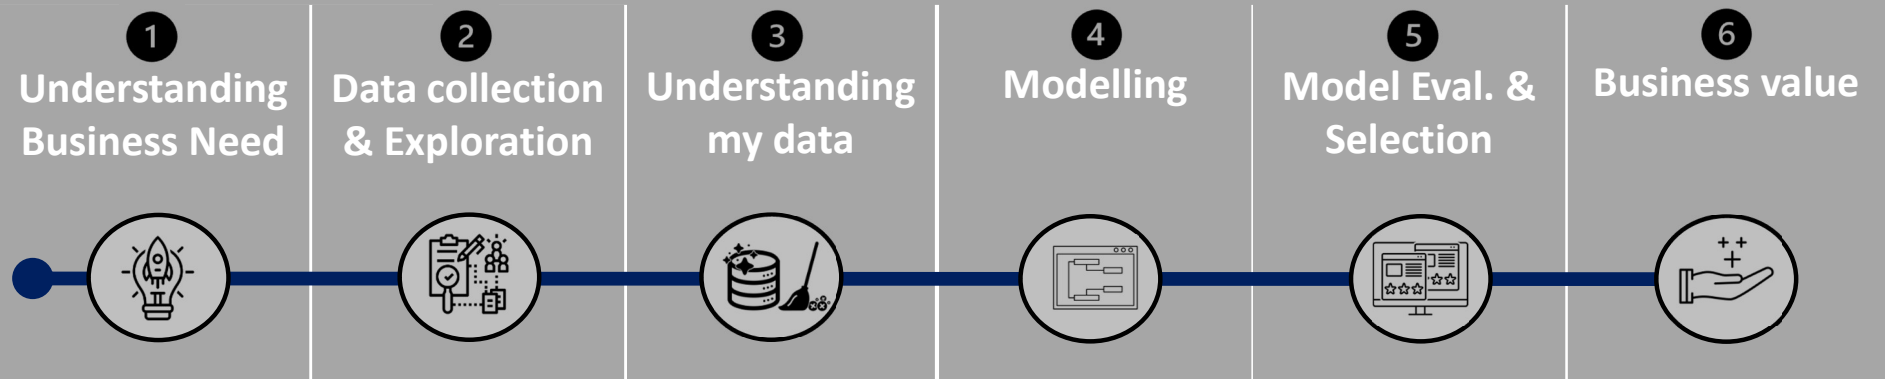 1
Understanding
Business Need
2
Data collection
& Exploration
3
Understanding
my data
4
Modelling
5
Model Eval. &
Selection
6
Business value